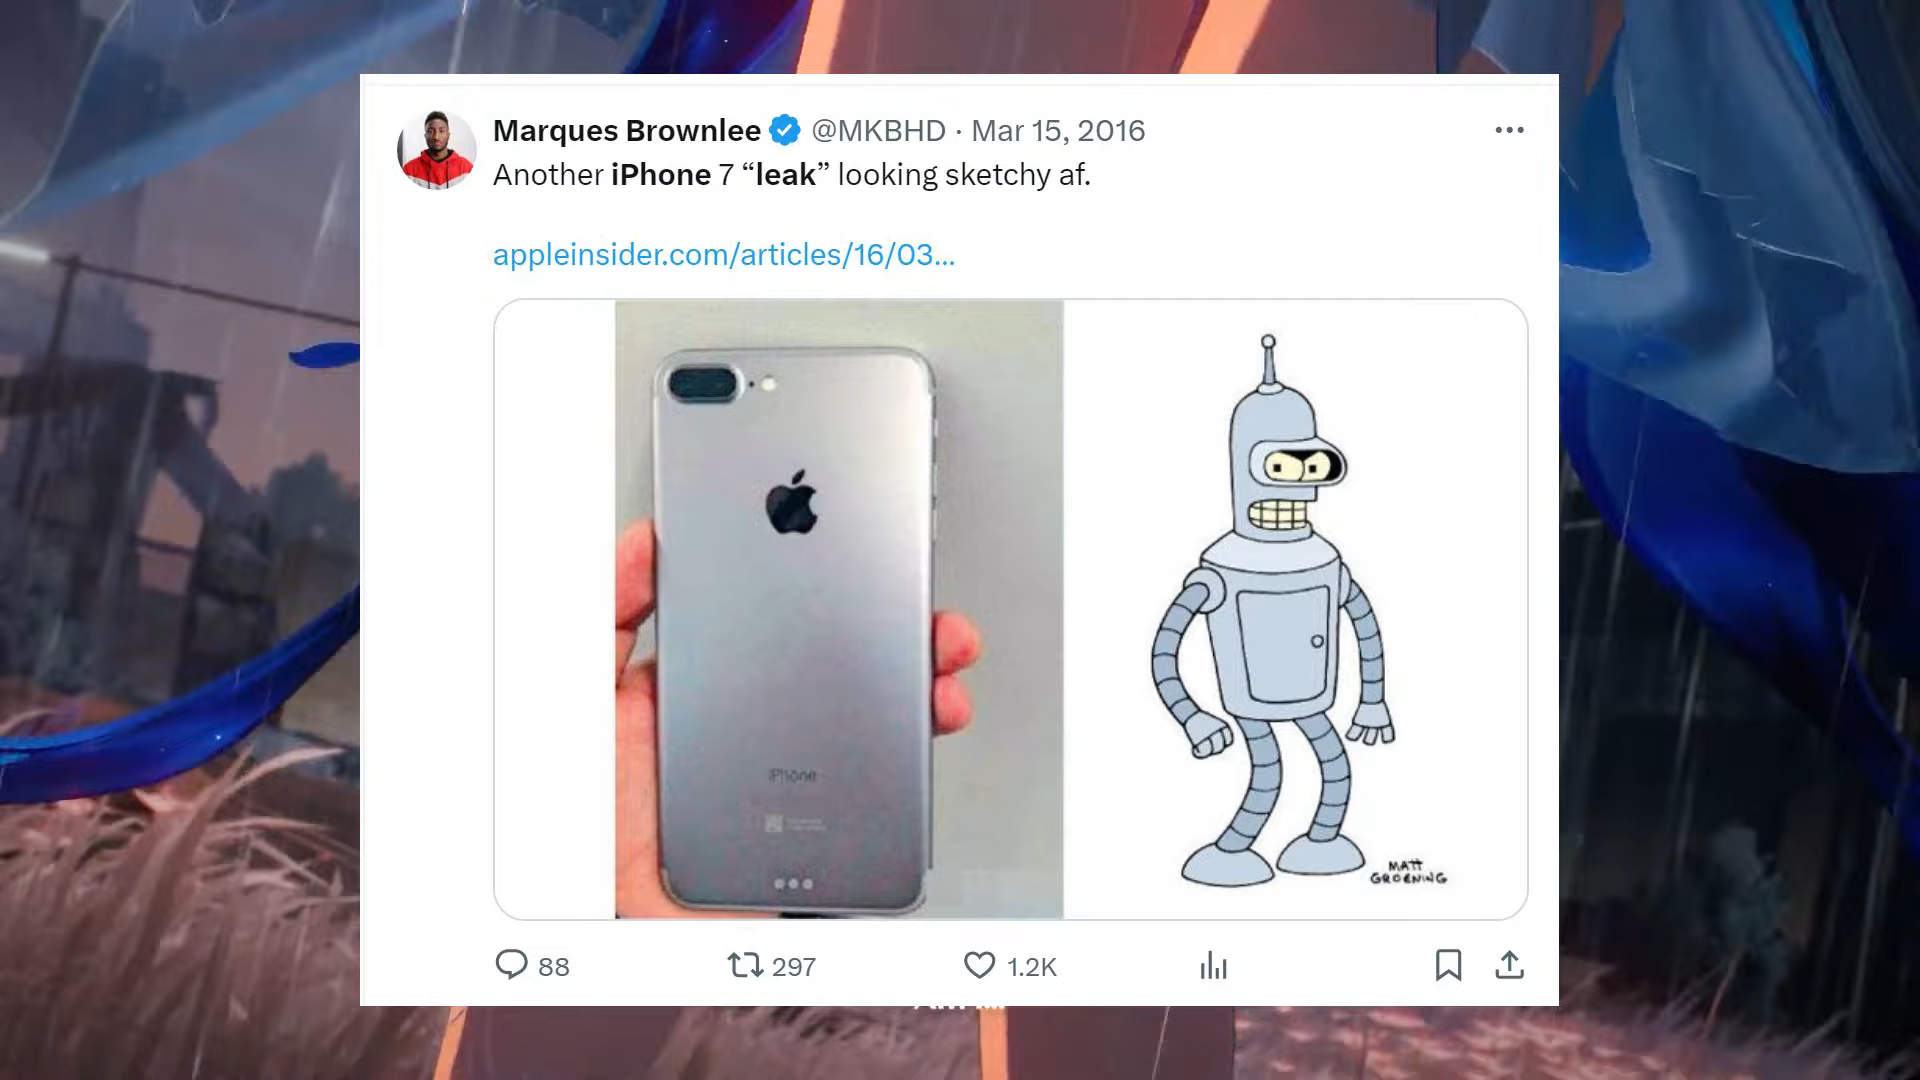 Marques Brownlee @MKBHD · Mar 15, 2016
Another iPhone 7 “leak” looking sketchy af.
appleinsider.com/articles/16/03...
iPhone
MATT
GROENING
88 297 1.2K